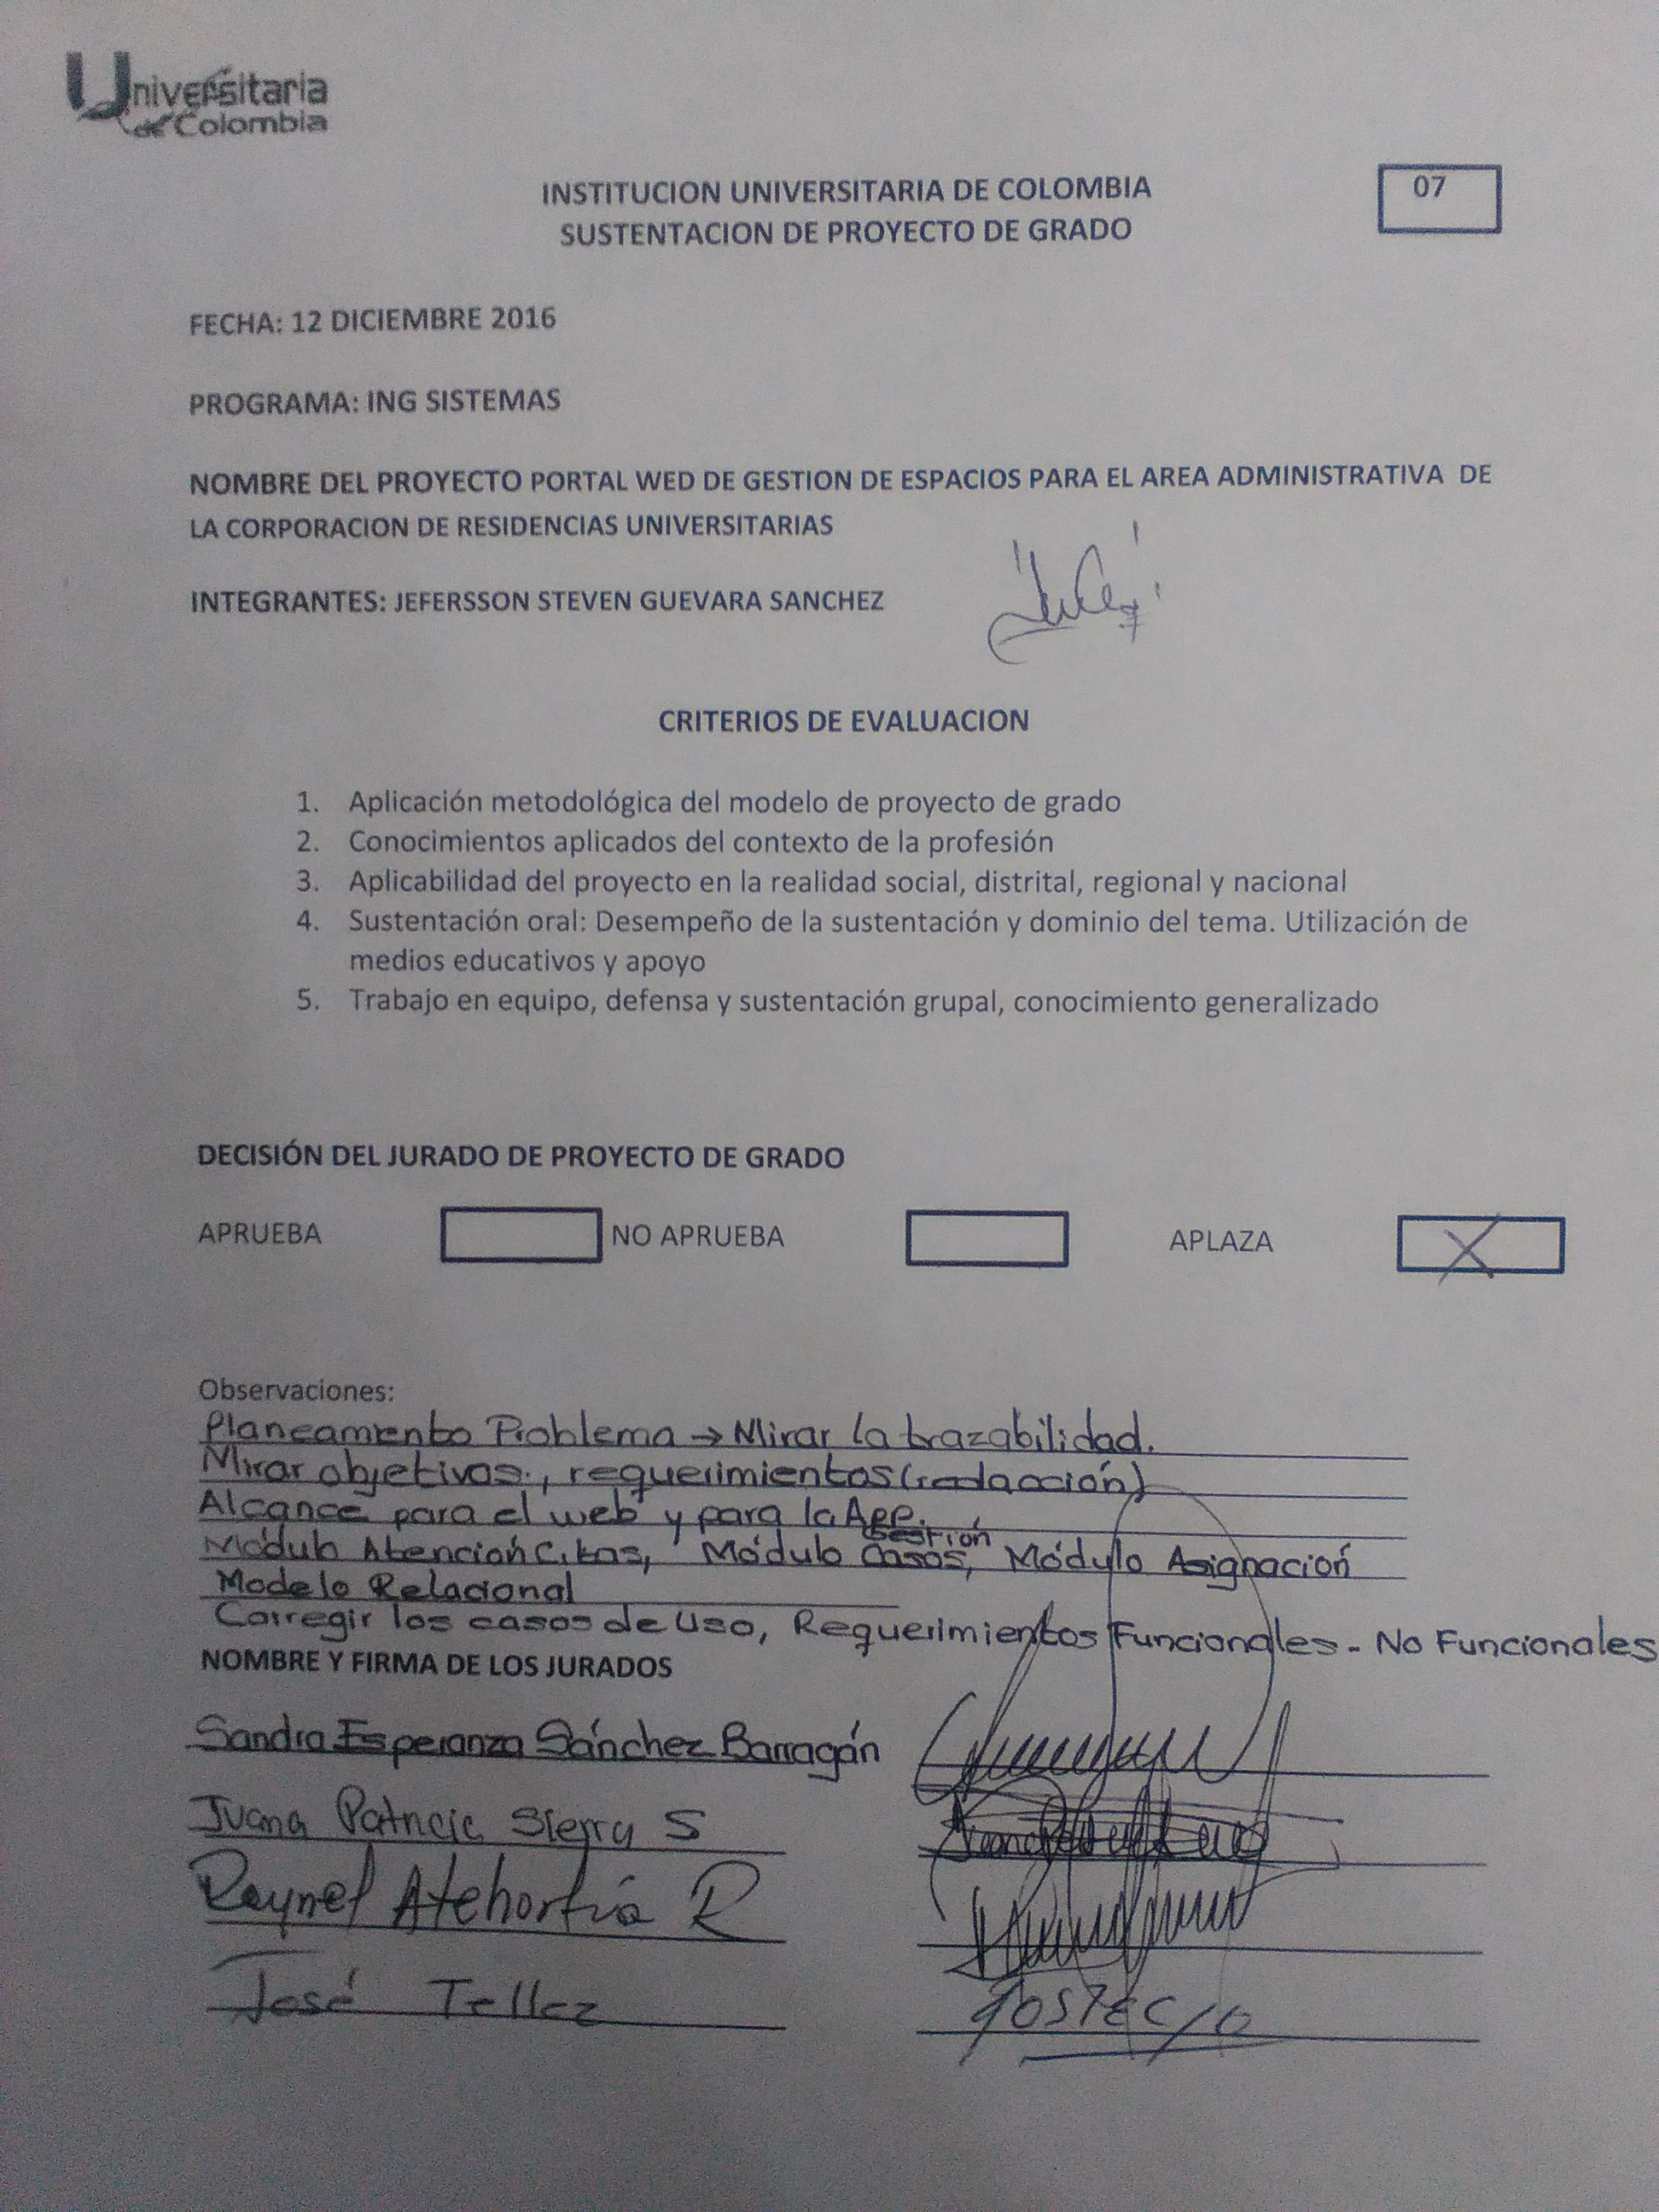 Universitaria
de Colombia
INSTITUCION UNIVERSITARIA DE COLOMBIA
07
SUSTENTACION DE PROYECTO DE GRADO
FECHA: 12 DICIEMBRE 2016
PROGRAMA: ING SISTEMAS
NOMBRE DEL PROYECTO PORTAL WED DE GESTION DE ESPACIOS PARA EL AREA ADMINISTRATIVA DE
LA CORPORACION DE RESIDENCIAS UNIVERSITARIAS
INTEGRANTES: JEFERSSON STEVEN GUEVARA SANCHEZ
CRITERIOS DE EVALUACION
1. Aplicación metodológica del modelo de proyecto de grado
2. Conocimientos aplicados del contexto de la profesión
3. Aplicabilidad del proyecto en la realidad social, distrital, regional y nacional
4. Sustentación oral: Desempeño de la sustentación y dominio del tema. Utilización de
medios educativos y apoyo
5. Trabajo en equipo, defensa y sustentación grupal, conocimiento generalizado
DECISIÓN DEL JURADO DE PROYECTO DE GRADO
APRUEBA NO APRUEBA APLAZA X
Observaciones:
Planeamiento Problema → Mirar la trazabilidad.
Mirar objetivos, requerimientos (redacción)
Alcance para el web y para la App.
Gestión
Módulo Atención Citas, Módulo Casos, Módulo Asignación
Modelo Relacional
Corregir los casos de Uso, Requerimientos Funcionales - No Funcionales
NOMBRE Y FIRMA DE LOS JURADOS
Sandra Esperanza Sánchez Barragán
Juana Patricia Sierra S
Reynel Atehortúa R
José Tellez